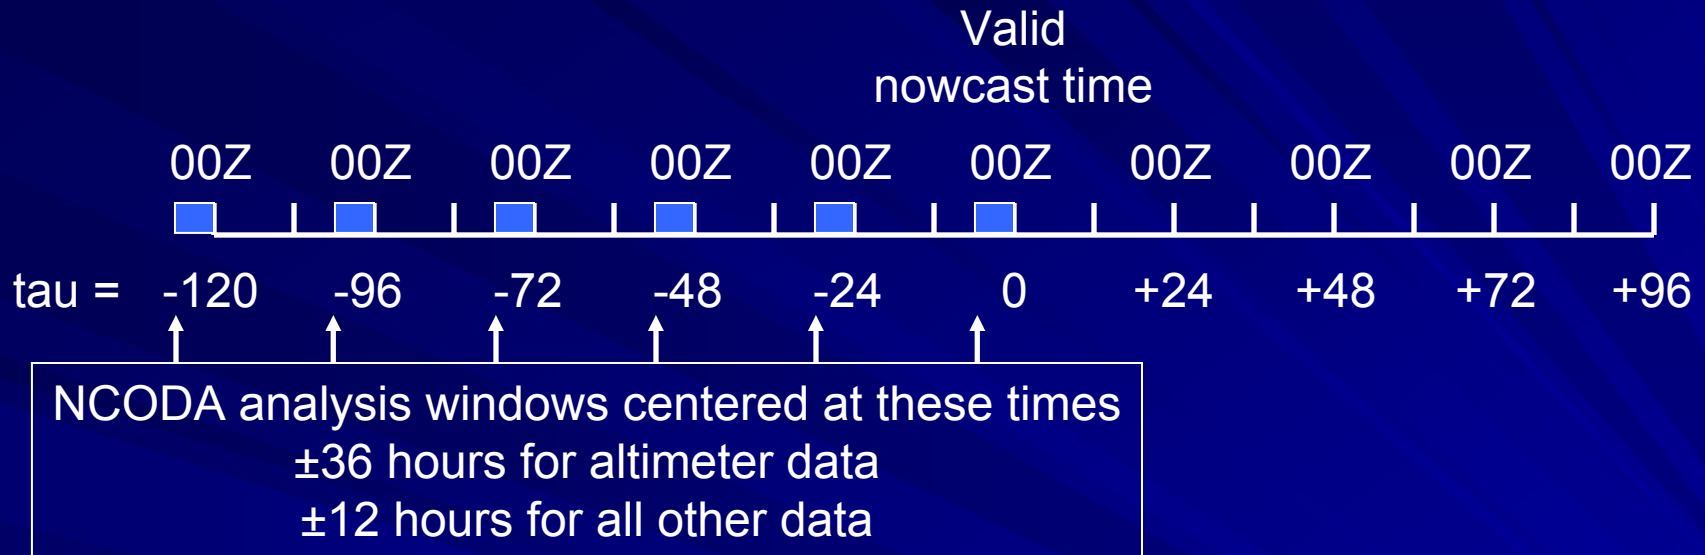 Valid
nowcast time
00Z 00Z 00Z 00Z 00Z 00Z 00Z 00Z 00Z 00Z
tau = -120 -96 -72 -48 -24 0 +24 +48 +72 +96
NCODA analysis windows centered at these times
±36 hours for altimeter data
±12 hours for all other data